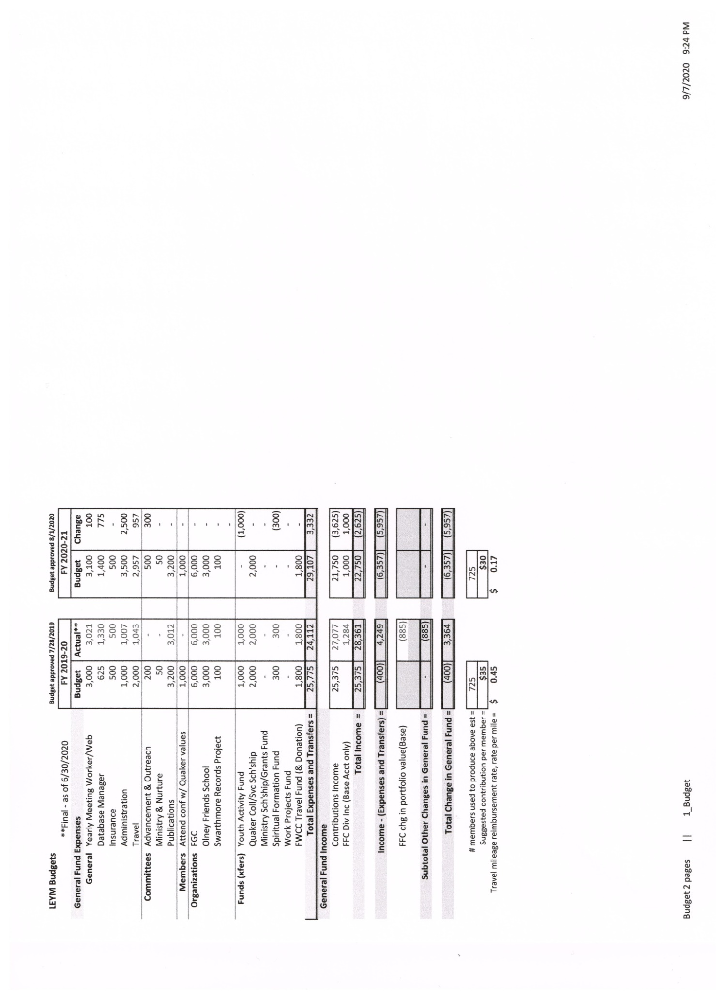 LEYM Budgets Budget approved 7/28/2019 Budget approved 8/1/2020
**Final - as of 6/30/2020 FY 2019-20 FY 2020-21
General Fund Expenses Budget Actual** Budget Change
General Yearly Meeting Worker/Web 3,000 3,021 3,100 100
Database Manager 625 1,330 1,400 775
Insurance 500 500 500 -
Administration 1,000 1,007 3,500 2,500
Travel 2,000 1,043 2,957 957
Committees Advancement & Outreach 200 - 500 300
Ministry & Nurture 50 - 50 -
Publications 3,200 3,012 3,200 -
Members Attend conf w/ Quaker values 1,000 - 1,000 -
Organizations FGC 6,000 6,000 6,000 -
Olney Friends School 3,000 3,000 3,000 -
Swarthmore Records Project 100 100 100 -
-
Funds (xfers) Youth Activity Fund 1,000 1,000 - (1,000)
Quaker Coll/Svc Sch'ship 2,000 2,000 2,000 -
Ministry Sch'ship/Grants Fund - - - -
Spiritual Formation Fund 300 300 - (300)
Work Projects Fund - - - -
FWCC Travel Fund (& Donation) 1,800 1,800 1,800 -
Total Expenses and Transfers = 25,775 24,112 29,107 3,332
General Fund Income
Contributions Income 25,375 27,077 21,750 (3,625)
FFC Div Inc (Base Acct only) 1,284 1,000 1,000
Total Income = 25,375 28,361 22,750 (2,625)
Income - (Expenses and Transfers) = (400) 4,249 (6,357) (5,957)
FFC chg in portfolio value(Base) (885)
Subtotal Other Changes in General Fund = - (885) - -
Total Change in General Fund = (400) 3,364 (6,357) (5,957)
# members used to produce above est = 725 725
Suggested contribution per member = $35 $30
Travel mileage reimbursement rate, rate per mile = $ 0.45 $ 0.17
Budget 2 pages || 1_Budget 9/7/2020 9:24 PM